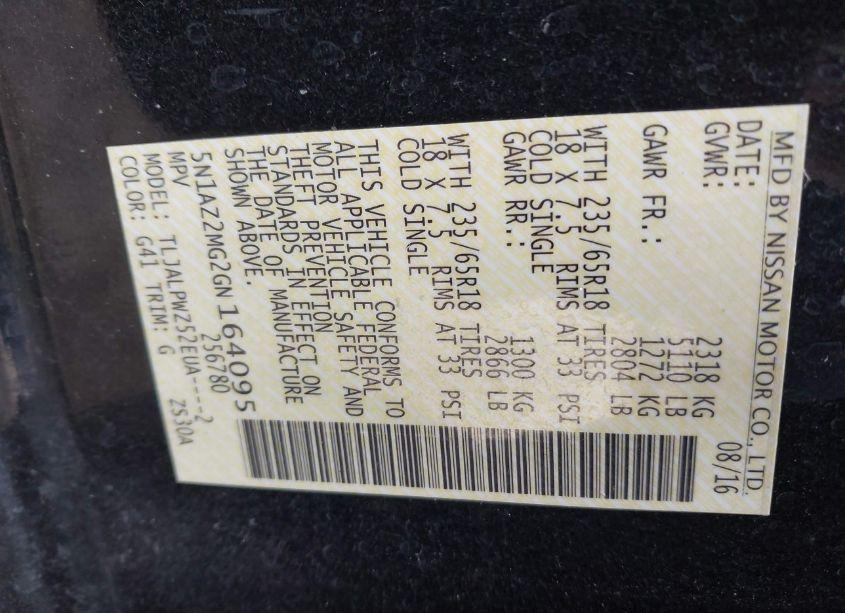 MFD BY NISSAN MOTOR CO., LTD.
DATE: 08/16
GVWR: 2318 KG
5110 LB
GAWR FR.: 1272 KG
2804 LB
WITH 235/65R18 TIRES
18 X 7.5 RIMS AT 33 PSI
COLD SINGLE
GAWR RR.: 1300 KG
2866 LB
WITH 235/65R18 TIRES
18 X 7.5 RIMS AT 33 PSI
COLD SINGLE
THIS VEHICLE CONFORMS TO
ALL APPLICABLE FEDERAL
MOTOR VEHICLE SAFETY AND
THEFT PREVENTION
STANDARDS IN EFFECT ON
THE DATE OF MANUFACTURE
SHOWN ABOVE.
5N1AZ2MG2GN164095
MPV 256780
MODEL: TLJALPWZ52EUA----2
COLOR: G41 TRIM: G ZS30A